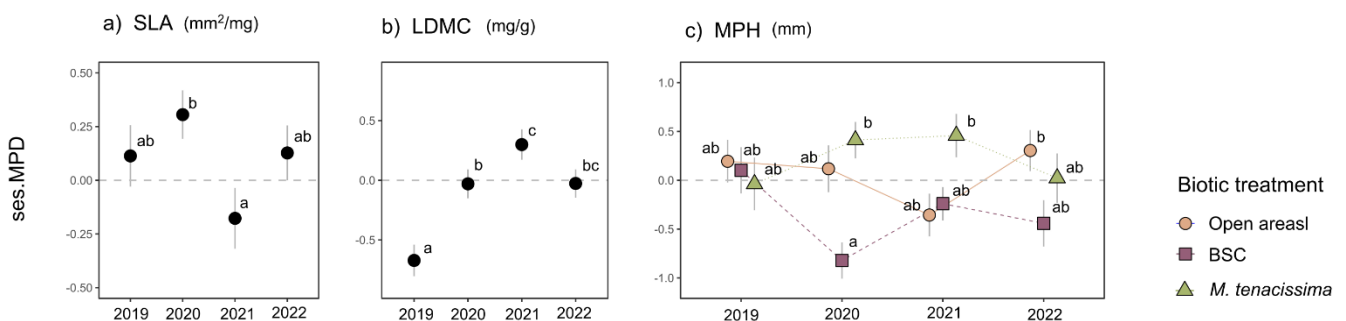 a) SLA (mm²/mg)
b) LDMC (mg/g)
c) MPH (mm)
ses.MPD
0.50
0.25
0.00
-0.25
-0.50
ab
b
a
ab
2019 2020 2021 2022
0.5
0.0
-0.5
a
b
c
bc
2019 2020 2021 2022
1.0
0.5
0.0
-0.5
-1.0
ab
ab
ab
ab
b
a
ab
b
ab
b
ab
ab
2019 2020 2021 2022
Biotic treatment
Open areasl
BSC
M. tenacissima